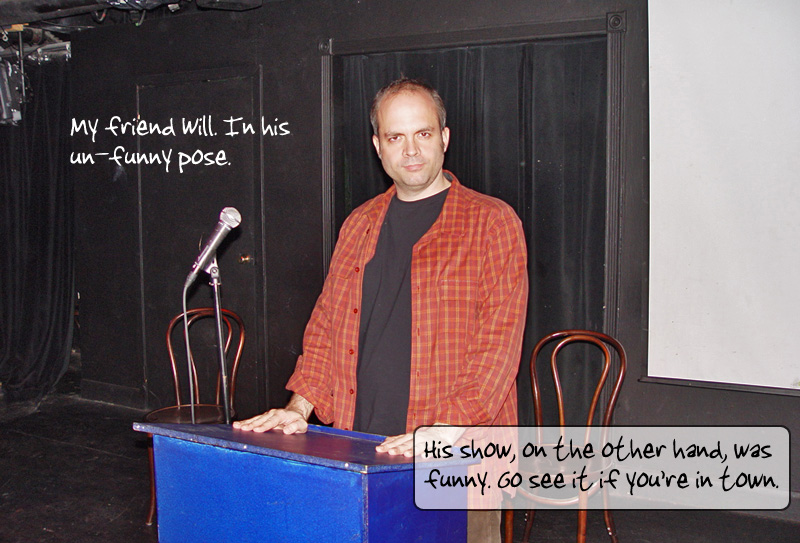 My friend Will. In his
un-funny pose.
His show, on the other hand, was
funny. Go see it if you're in town.